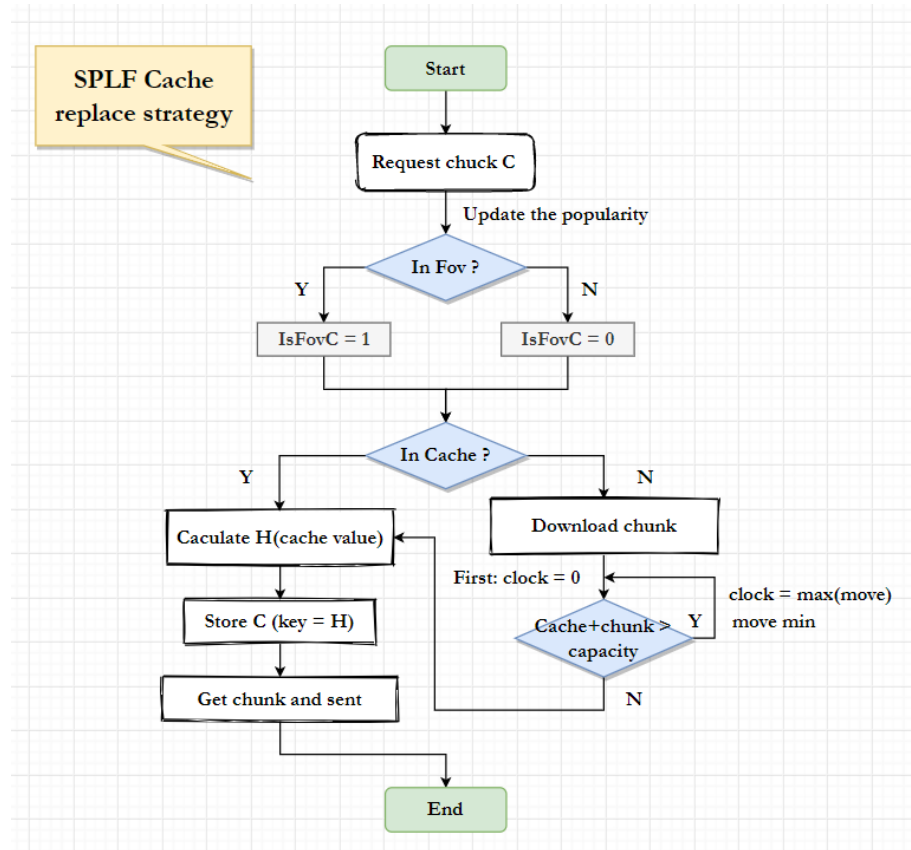 SPLF Cache
replace strategy
Start
Request chuck C
Update the popularity
In Fov ?
Y
N
IsFovC = 1
IsFovC = 0
In Cache ?
Y
N
Caculate H(cache value)
Download chunk
First: clock = 0
clock = max(move)
move min
Store C (key = H)
Cache+chunk >
capacity
Y
Get chunk and sent
N
End